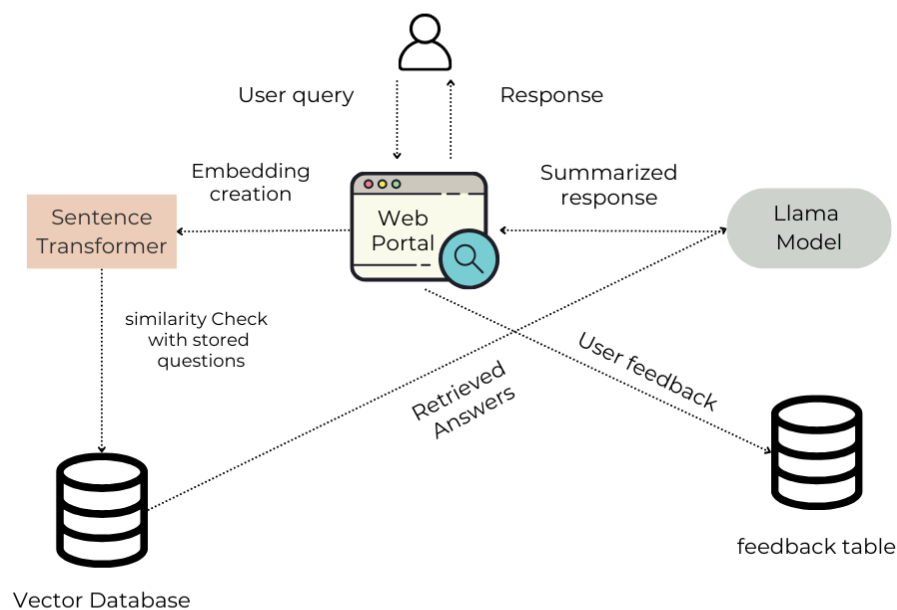 User query
Response
Embedding
creation
Summarized
response
Sentence
Transformer
Web
Portal
Llama
Model
similarity Check
with stored
questions
Retrieved
Answers
User feedback
feedback table
Vector Database